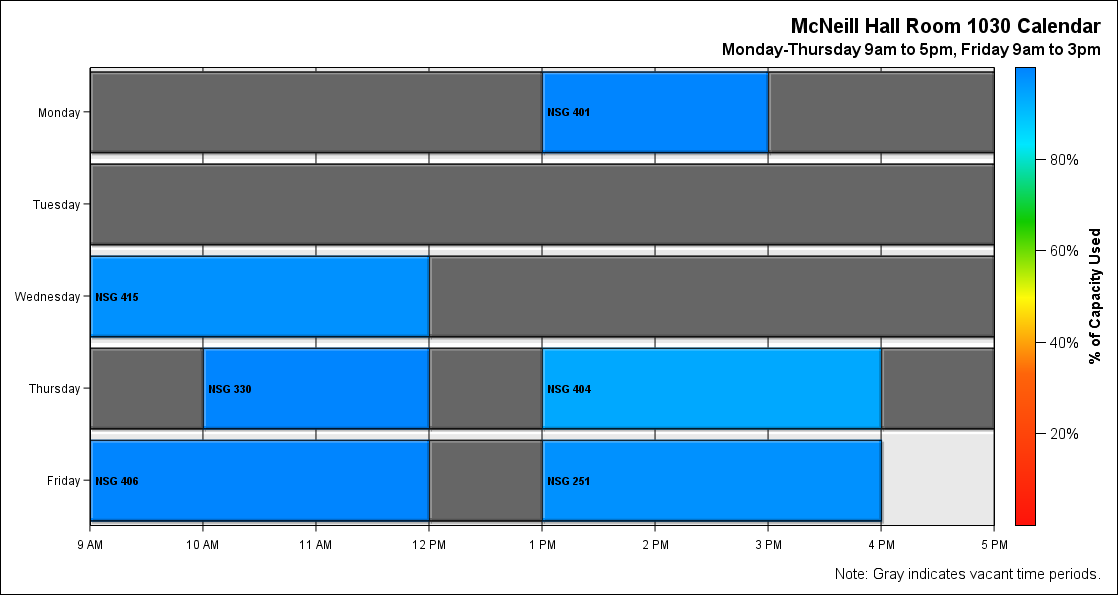 McNeill Hall Room 1030 Calendar
Monday-Thursday 9am to 5pm, Friday 9am to 3pm
Monday
NSG 401
Tuesday
Wednesday
NSG 415
Thursday
NSG 330
NSG 404
Friday
NSG 406
NSG 251
9 AM 10 AM 11 AM 12 PM 1 PM 2 PM 3 PM 4 PM 5 PM
80%
60%
40%
20%
% of Capacity Used
Note: Gray indicates vacant time periods.